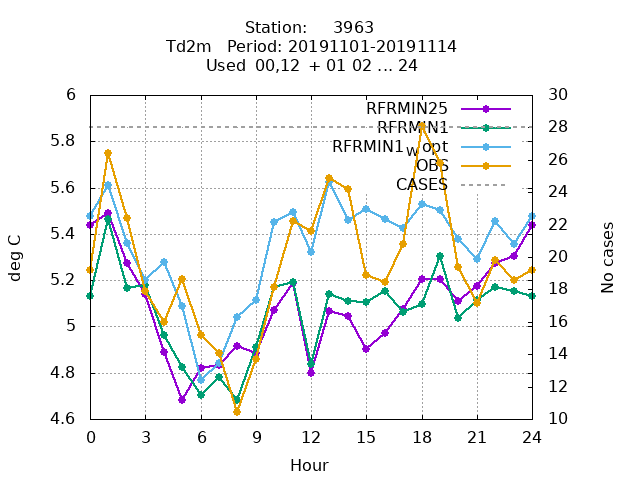 Station: 3963
Td2m Period: 20191101-20191114
Used 00,12 + 01 02 ... 24
RFRMIN25
RFRMIN1
RFRMIN1_w opt
OBS
CASES
deg C
6
5.8
5.6
5.4
5.2
5
4.8
4.6
30
28
26
24
22
20
18
16
14
12
10
No cases
0 3 6 9 12 15 18 21 24
Hour